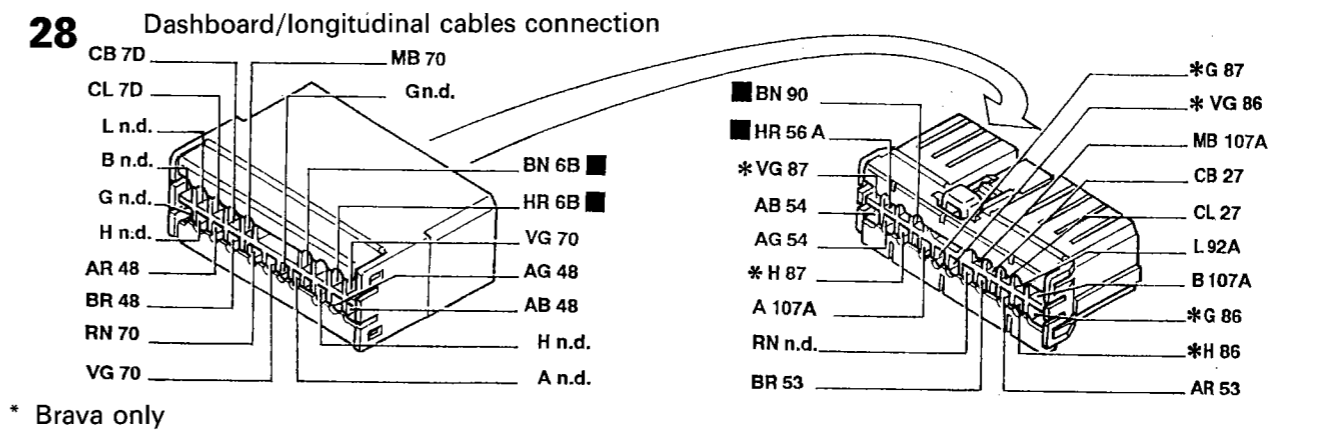 28 Dashboard/longitudinal cables connection
CB 7D
CL 7D
L n.d.
B n.d.
G n.d.
H n.d.
AR 48
BR 48
RN 70
VG 70
MB 70
Gn.d.
BN 6B
HR 6B
VG 70
AG 48
AB 48
H n.d.
A n.d.
BN 90
HR 56 A
* VG 87
AB 54
AG 54
* H 87
A 107A
RN n.d.
BR 53
*G 87
* VG 86
MB 107A
CB 27
CL 27
L 92A
B 107A
*G 86
*H 86
AR 53
* Brava only